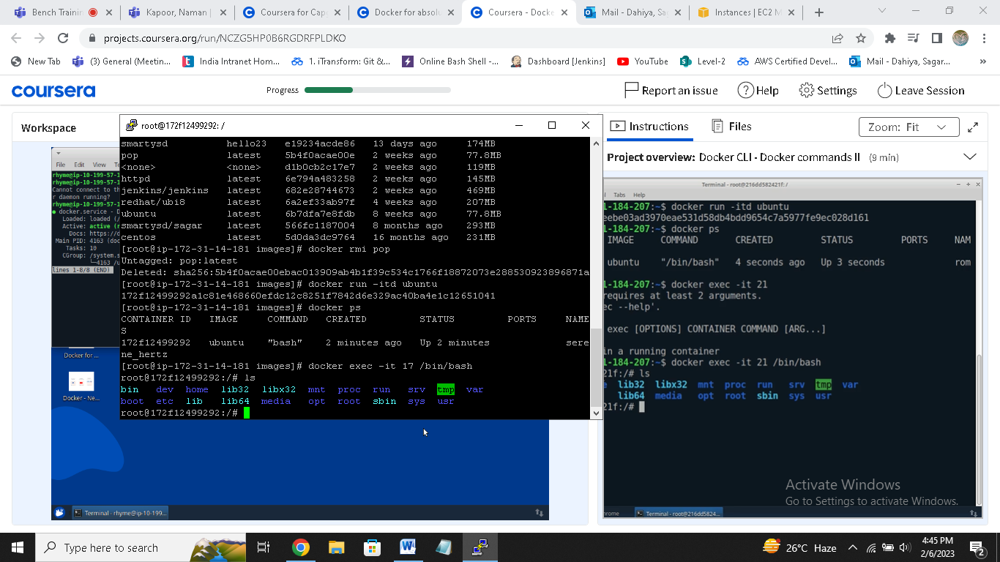 Bench Trainin
Kapoor, Naman |
Coursera for Cap
Docker for absolu
Coursera - Docke
Mail - Dahiya, Sa
Instances | EC2 M
projects.coursera.org/run/NCZG5HP0B6RGDRFPLDKO
New Tab
(3) General (Meetin...
India Intranet Hom...
1. iTransform: Git &...
Online Bash Shell -...
Dashboard [Jenkins]
YouTube
Level-2
AWS Certified Devel...
Mail - Dahiya, Sagar...
»
coursera
Progress
Report an issue
Help
Settings
Leave Session
Workspace
File Edit View Te
rhyme@ip-10-199-57-1
rhyme@ip-10-199-57-1
Cannot connect to th
r daemon running?
rhyme@ip-10-199-57-1
● docker.service - D
Loaded: loaded (/
Active: active (r
Docs: https://d
Main PID: 4163 (doc
Tasks: 10
CGroup: /system.s
└─4163 /u
lines 1-8/8 (END)
Docker for ...
Docker - Ne...
Terminal - rhyme@ip-10-199...
root@172f12499292: /
smartysd hello23 e19234acde86 13 days ago 174MB
pop latest 5b4f0acae00e 2 weeks ago 77.8MB
<none> <none> d1b0cb2c17e7 2 weeks ago 119MB
httpd latest 6e794a483258 2 weeks ago 145MB
jenkins/jenkins latest 682e28744673 2 weeks ago 469MB
redhat/ubi8 latest 6a2ef33ab97f 4 weeks ago 207MB
ubuntu latest 6b7dfa7e8fdb 8 weeks ago 77.8MB
smartysd/sagar latest 566fc1187004 8 months ago 293MB
centos latest 5d0da3dc9764 16 months ago 231MB
[root@ip-172-31-14-181 images]# docker rmi pop
Untagged: pop:latest
Deleted: sha256:5b4f0acae00ebac013909ab4b1f39c534c1766f18872073e288530923896871a
[root@ip-172-31-14-181 images]# docker run -itd ubuntu
172f12499292a1c81e468660efdc12c8251f7842d6e329ac40ba4e1c12651041
[root@ip-172-31-14-181 images]# docker ps
CONTAINER ID IMAGE COMMAND CREATED STATUS PORTS NAME
S
172f12499292 ubuntu "bash" 2 minutes ago Up 2 minutes sere
ne_hertz
[root@ip-172-31-14-181 images]# docker exec -it 17 /bin/bash
root@172f12499292:/# ls
bin dev home lib32 libx32 mnt proc run srv tmp var
boot etc lib lib64 media opt root sbin sys usr
root@172f12499292:/#
Instructions
Files
Zoom: Fit
Project overview: Docker CLI - Docker commands II (9 min)
Terminal - root@216dd582421f: /
l Tabs Help
1-184-207:~$ docker run -itd ubuntu
eebe03ad3970eae531d58db4bdd9654c7a5977fe9ec028d161
1-184-207:~$ docker ps
IMAGE COMMAND CREATED STATUS PORTS NAM
ubuntu "/bin/bash" 4 seconds ago Up 3 seconds rom
1-184-207:~$ docker exec -it 21
requires at least 2 arguments.
ec --help'.
exec [OPTIONS] CONTAINER COMMAND [ARG...]
in a running container
1-184-207:~$ docker exec -it 21 /bin/bash
21f:/# ls
e lib32 libx32 mnt proc run srv tmp var
lib64 media opt root sbin sys usr
21f:/#
hrome
Terminal - root@216dd5824...
Activate Windows
Go to Settings to activate Windows.
Type here to search
26°C Haze
4:45 PM
2/6/2023
2